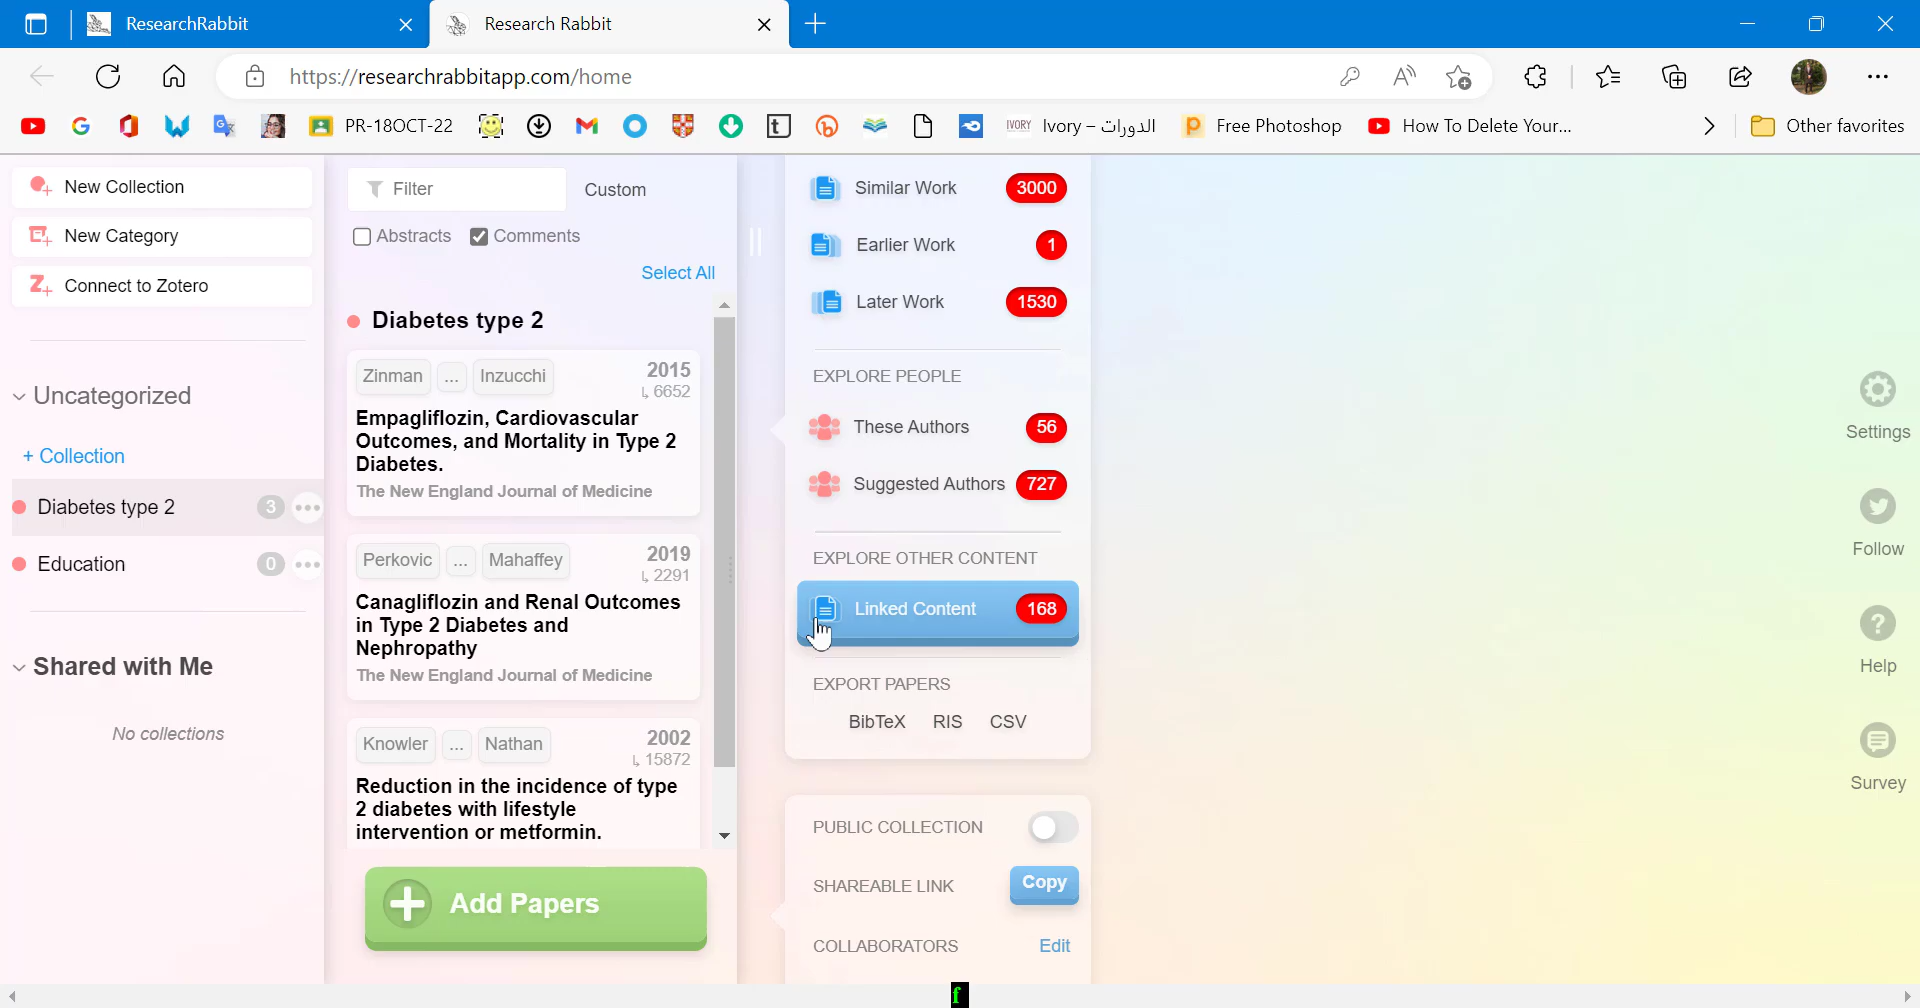 ResearchRabbit
Research Rabbit
https://researchrabbitapp.com/home
PR-18OCT-22
IVORY Ivory – الدورات
Free Photoshop
How To Delete Your...
Other favorites
New Collection
New Category
Connect to Zotero
Uncategorized
+ Collection
Diabetes type 2 3
Education 0
Shared with Me
No collections
Filter
Custom
Abstracts
Comments
Select All
Diabetes type 2
Zinman ... Inzucchi 2015
6652
Empagliflozin, Cardiovascular
Outcomes, and Mortality in Type 2
Diabetes.
The New England Journal of Medicine
Perkovic ... Mahaffey 2019
2291
Canagliflozin and Renal Outcomes
in Type 2 Diabetes and
Nephropathy
The New England Journal of Medicine
Knowler ... Nathan 2002
15872
Reduction in the incidence of type
2 diabetes with lifestyle
intervention or metformin.
Add Papers
Similar Work 3000
Earlier Work 1
Later Work 1530
EXPLORE PEOPLE
These Authors 56
Suggested Authors 727
EXPLORE OTHER CONTENT
Linked Content 168
EXPORT PAPERS
BibTeX RIS CSV
PUBLIC COLLECTION
SHAREABLE LINK Copy
COLLABORATORS Edit
Settings
Follow
Help
Survey
f